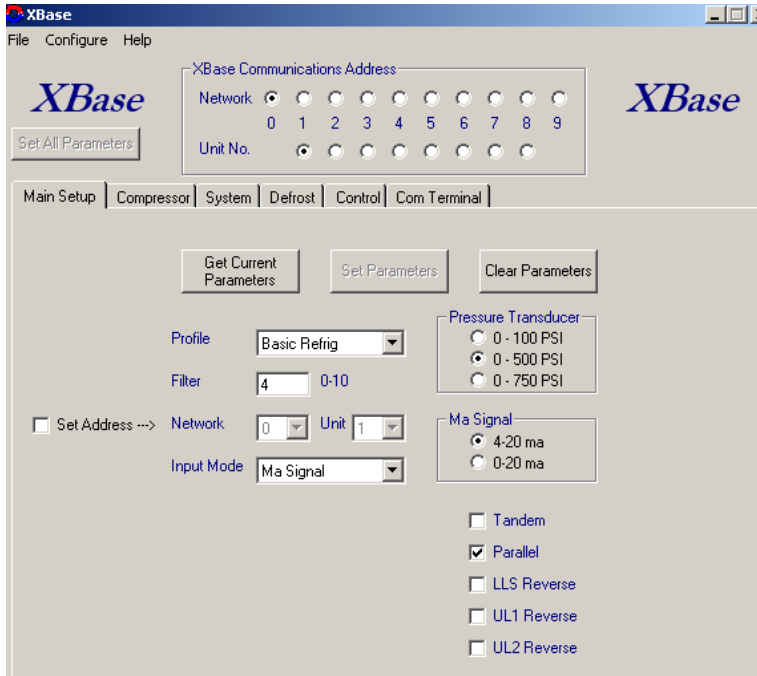 XBase
File Configure Help
XBase Communications Address
XBase
Network
XBase
0 1 2 3 4 5 6 7 8 9
Set All Parameters
Unit No.
Main Setup Compressor System Defrost Control Com Terminal
Get Current Parameters
Set Parameters
Clear Parameters
Pressure Transducer
Profile Basic Refrig
0 - 100 PSI
0 - 500 PSI
Filter 4 0-10
0 - 750 PSI
Set Address ---> Network 0 Unit 1
Ma Signal
4-20 ma
Input Mode Ma Signal
0-20 ma
Tandem
Parallel
LLS Reverse
UL1 Reverse
UL2 Reverse